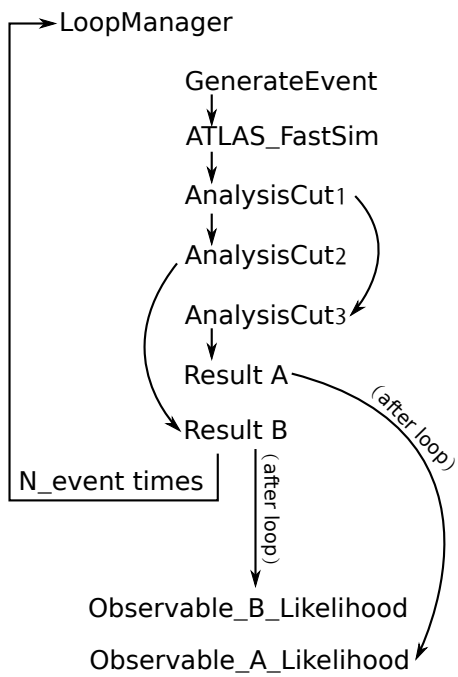 LoopManager
GenerateEvent
ATLAS_FastSim
AnalysisCut1
AnalysisCut2
AnalysisCut3
Result A
(after loop)
Result B
N_event times
(after loop)
Observable_B_Likelihood
Observable_A_Likelihood